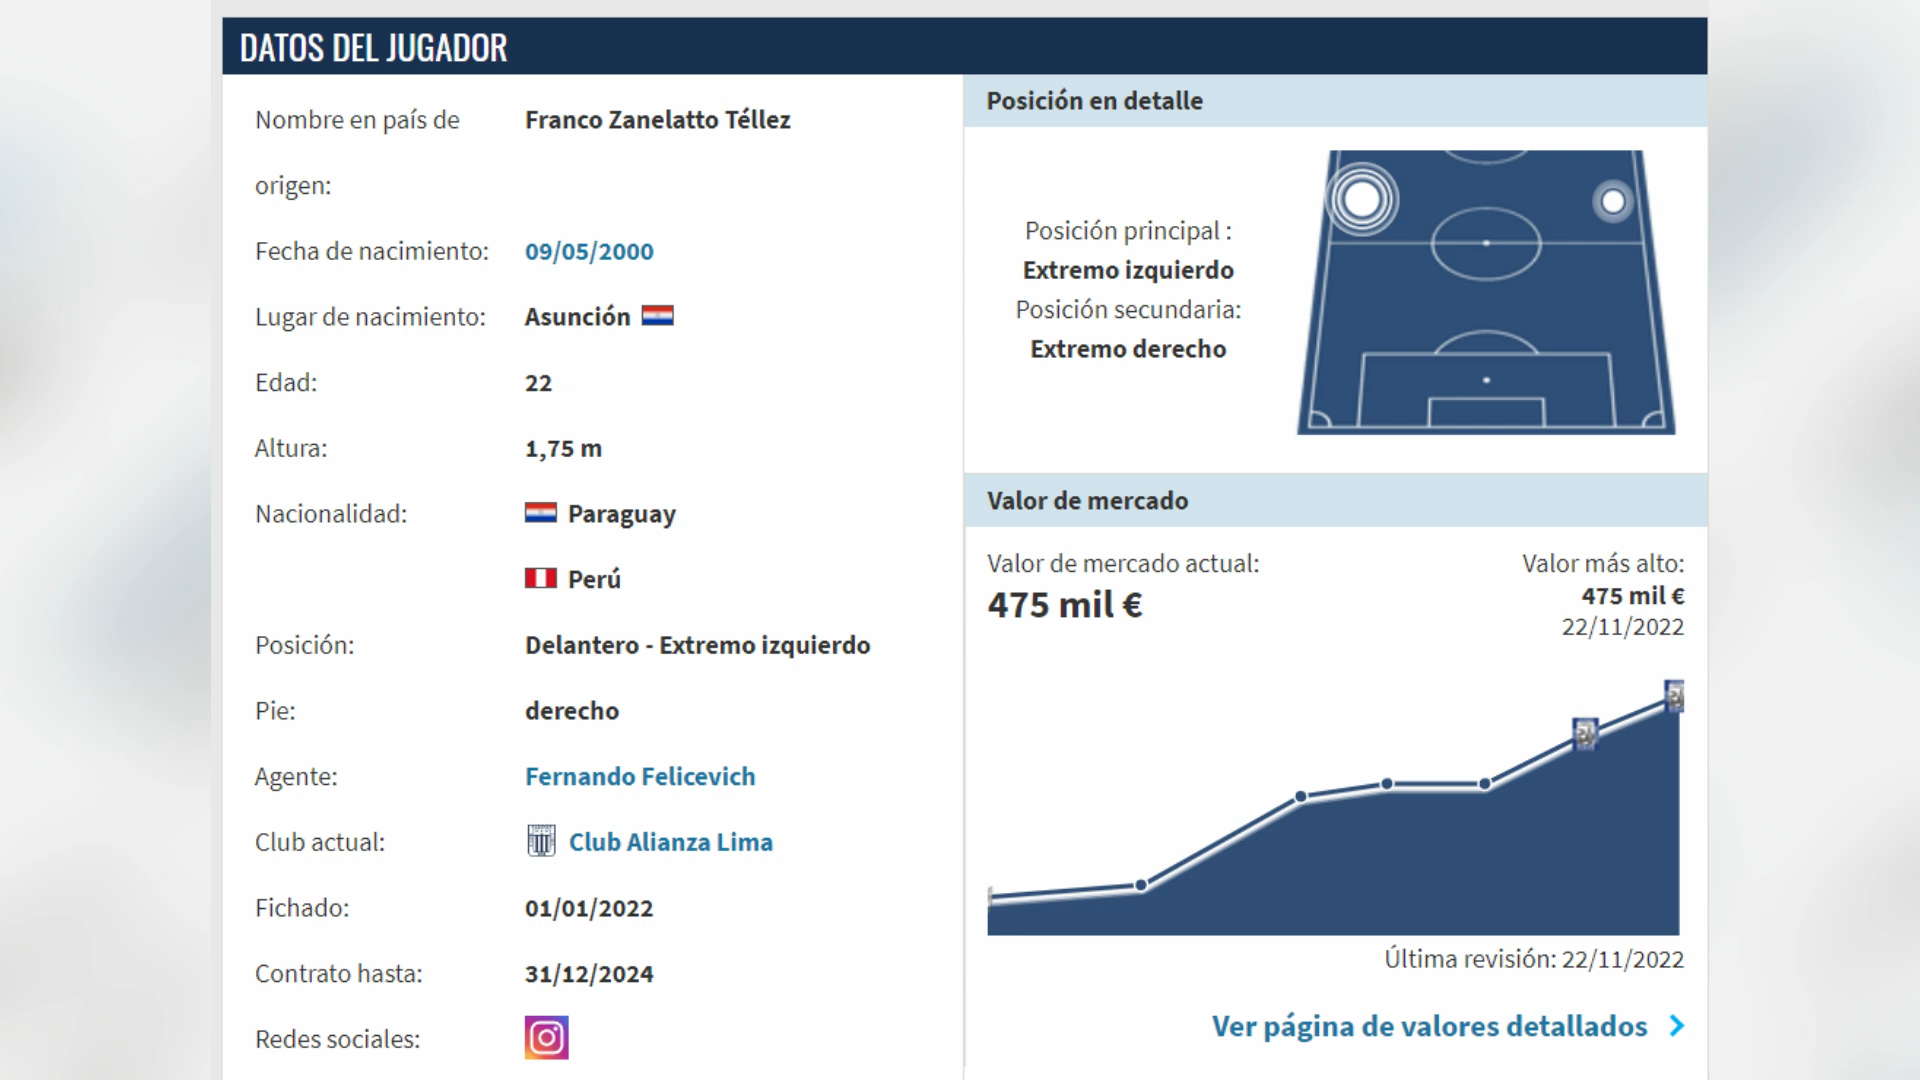 DATOS DEL JUGADOR
Nombre en país de origen: Franco Zanelatto Téllez
Fecha de nacimiento: 09/05/2000
Lugar de nacimiento: Asunción
Edad: 22
Altura: 1,75 m
Nacionalidad: Paraguay
Perú
Posición: Delantero - Extremo izquierdo
Pie: derecho
Agente: Fernando Felicevich
Club actual: Club Alianza Lima
Fichado: 01/01/2022
Contrato hasta: 31/12/2024
Redes sociales:
Posición en detalle
Posición principal :
Extremo izquierdo
Posición secundaria:
Extremo derecho
Valor de mercado
Valor de mercado actual:
475 mil €
Valor más alto:
475 mil €
22/11/2022
Última revisión: 22/11/2022
Ver página de valores detallados